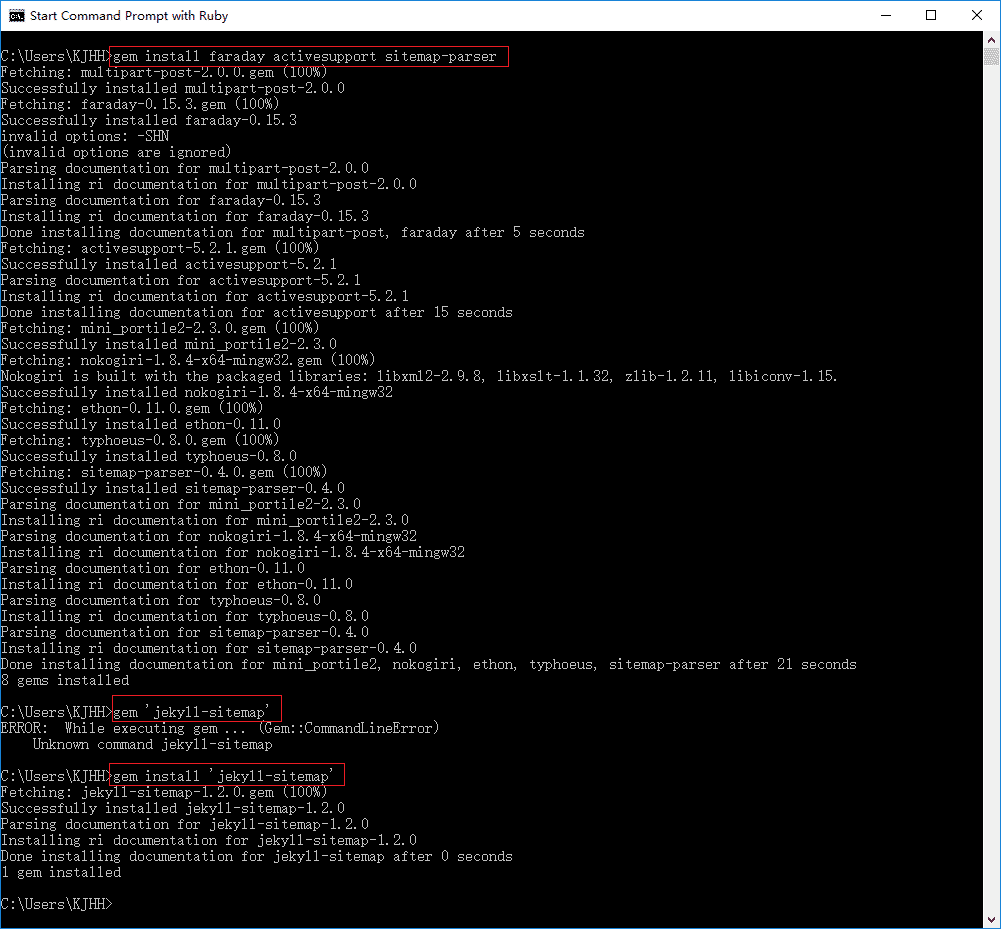 Start Command Prompt with Ruby
C:\Users\KJHH>gem install faraday activesupport sitemap-parser
Fetching: multipart-post-2.0.0.gem (100%)
Successfully installed multipart-post-2.0.0
Fetching: faraday-0.15.3.gem (100%)
Successfully installed faraday-0.15.3
invalid options: -SHN
(invalid options are ignored)
Parsing documentation for multipart-post-2.0.0
Installing ri documentation for multipart-post-2.0.0
Parsing documentation for faraday-0.15.3
Installing ri documentation for faraday-0.15.3
Done installing documentation for multipart-post, faraday after 5 seconds
Fetching: activesupport-5.2.1.gem (100%)
Successfully installed activesupport-5.2.1
Parsing documentation for activesupport-5.2.1
Installing ri documentation for activesupport-5.2.1
Done installing documentation for activesupport after 15 seconds
Fetching: mini_portile2-2.3.0.gem (100%)
Successfully installed mini_portile2-2.3.0
Fetching: nokogiri-1.8.4-x64-mingw32.gem (100%)
Nokogiri is built with the packaged libraries: libxml2-2.9.8, libxslt-1.1.32, zlib-1.2.11, libiconv-1.15.
Successfully installed nokogiri-1.8.4-x64-mingw32
Fetching: ethon-0.11.0.gem (100%)
Successfully installed ethon-0.11.0
Fetching: typhoeus-0.8.0.gem (100%)
Successfully installed typhoeus-0.8.0
Fetching: sitemap-parser-0.4.0.gem (100%)
Successfully installed sitemap-parser-0.4.0
Parsing documentation for mini_portile2-2.3.0
Installing ri documentation for mini_portile2-2.3.0
Parsing documentation for nokogiri-1.8.4-x64-mingw32
Installing ri documentation for nokogiri-1.8.4-x64-mingw32
Parsing documentation for ethon-0.11.0
Installing ri documentation for ethon-0.11.0
Parsing documentation for typhoeus-0.8.0
Installing ri documentation for typhoeus-0.8.0
Parsing documentation for sitemap-parser-0.4.0
Installing ri documentation for sitemap-parser-0.4.0
Done installing documentation for mini_portile2, nokogiri, ethon, typhoeus, sitemap-parser after 21 seconds
8 gems installed
C:\Users\KJHH>gem 'jekyll-sitemap'
ERROR:  While executing gem ... (Gem::CommandLineError)
    Unknown command jekyll-sitemap
C:\Users\KJHH>gem install 'jekyll-sitemap'
Fetching: jekyll-sitemap-1.2.0.gem (100%)
Successfully installed jekyll-sitemap-1.2.0
Parsing documentation for jekyll-sitemap-1.2.0
Installing ri documentation for jekyll-sitemap-1.2.0
Done installing documentation for jekyll-sitemap after 0 seconds
1 gem installed
C:\Users\KJHH>